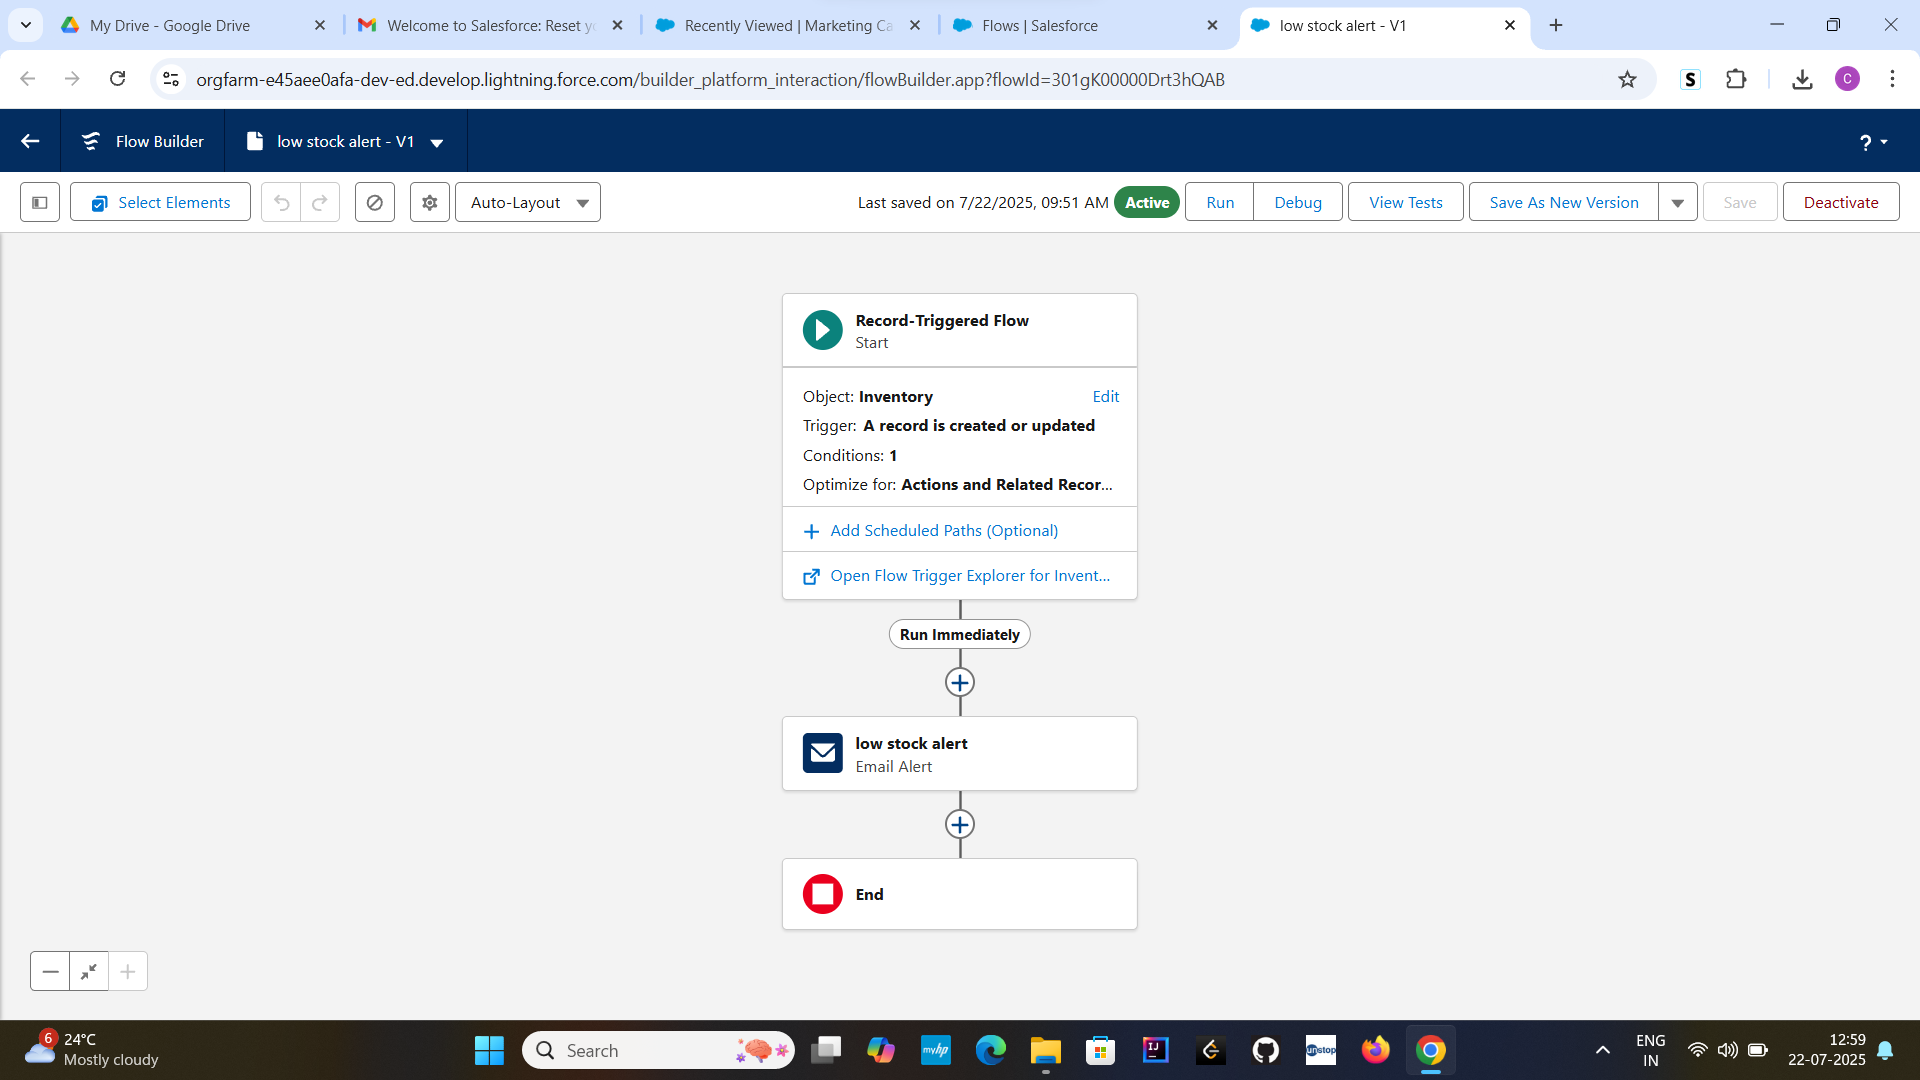 My Drive - Google Drive
Welcome to Salesforce: Reset yo
Recently Viewed | Marketing Ca
Flows | Salesforce
low stock alert - V1
orgfarm-e45aee0afa-dev-ed.develop.lightning.force.com/builder_platform_interaction/flowBuilder.app?flowId=301gK00000Drt3hQAB
S
C
Flow Builder
low stock alert - V1
?
Select Elements
Auto-Layout
Last saved on 7/22/2025, 09:51 AM
Active
Run
Debug
View Tests
Save As New Version
Save
Deactivate
Record-Triggered Flow
Start
Object: Inventory
Edit
Trigger: A record is created or updated
Conditions: 1
Optimize for: Actions and Related Recor...
Add Scheduled Paths (Optional)
Open Flow Trigger Explorer for Invent...
Run Immediately
low stock alert
Email Alert
End
6
24°C
Mostly cloudy
Search
myhp
IJ
unstop
ENG
IN
12:59
22-07-2025